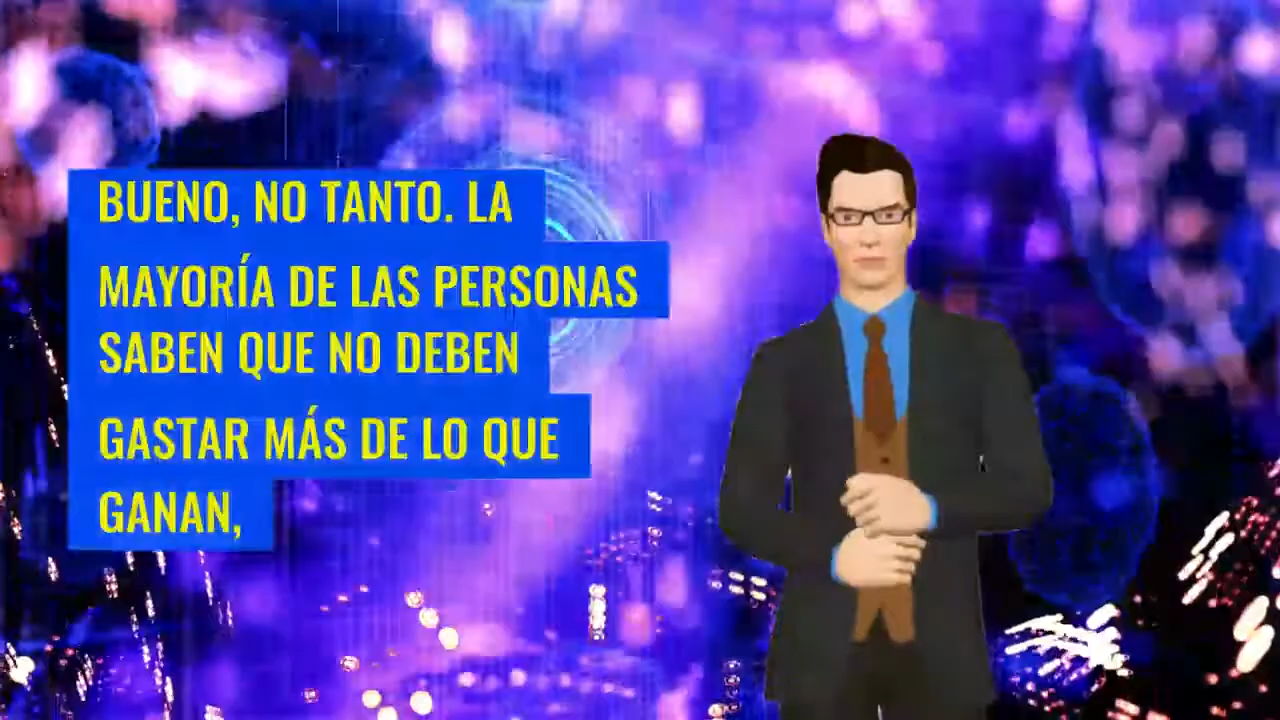 BUENO, NO TANTO. LA
MAYORÍA DE LAS PERSONAS
SABEN QUE NO DEBEN
GASTAR MÁS DE LO QUE
GANAN,